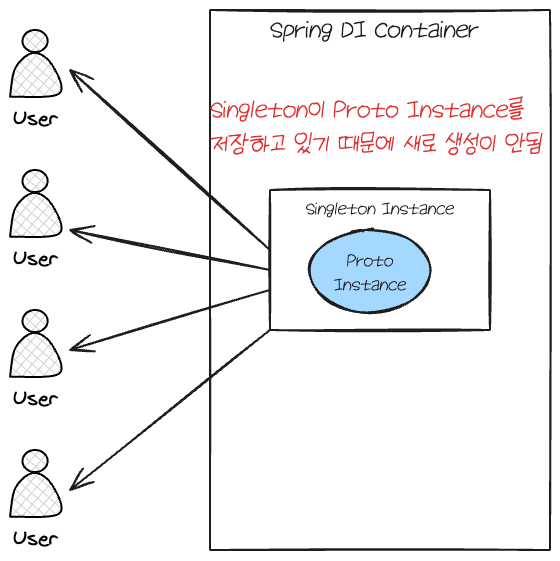 Spring DI Container
Singleton이 Proto Instance를
저장하고 있기 때문에 새로 생성이 안됨
Singleton Instance
Proto
Instance
User
User
User
User